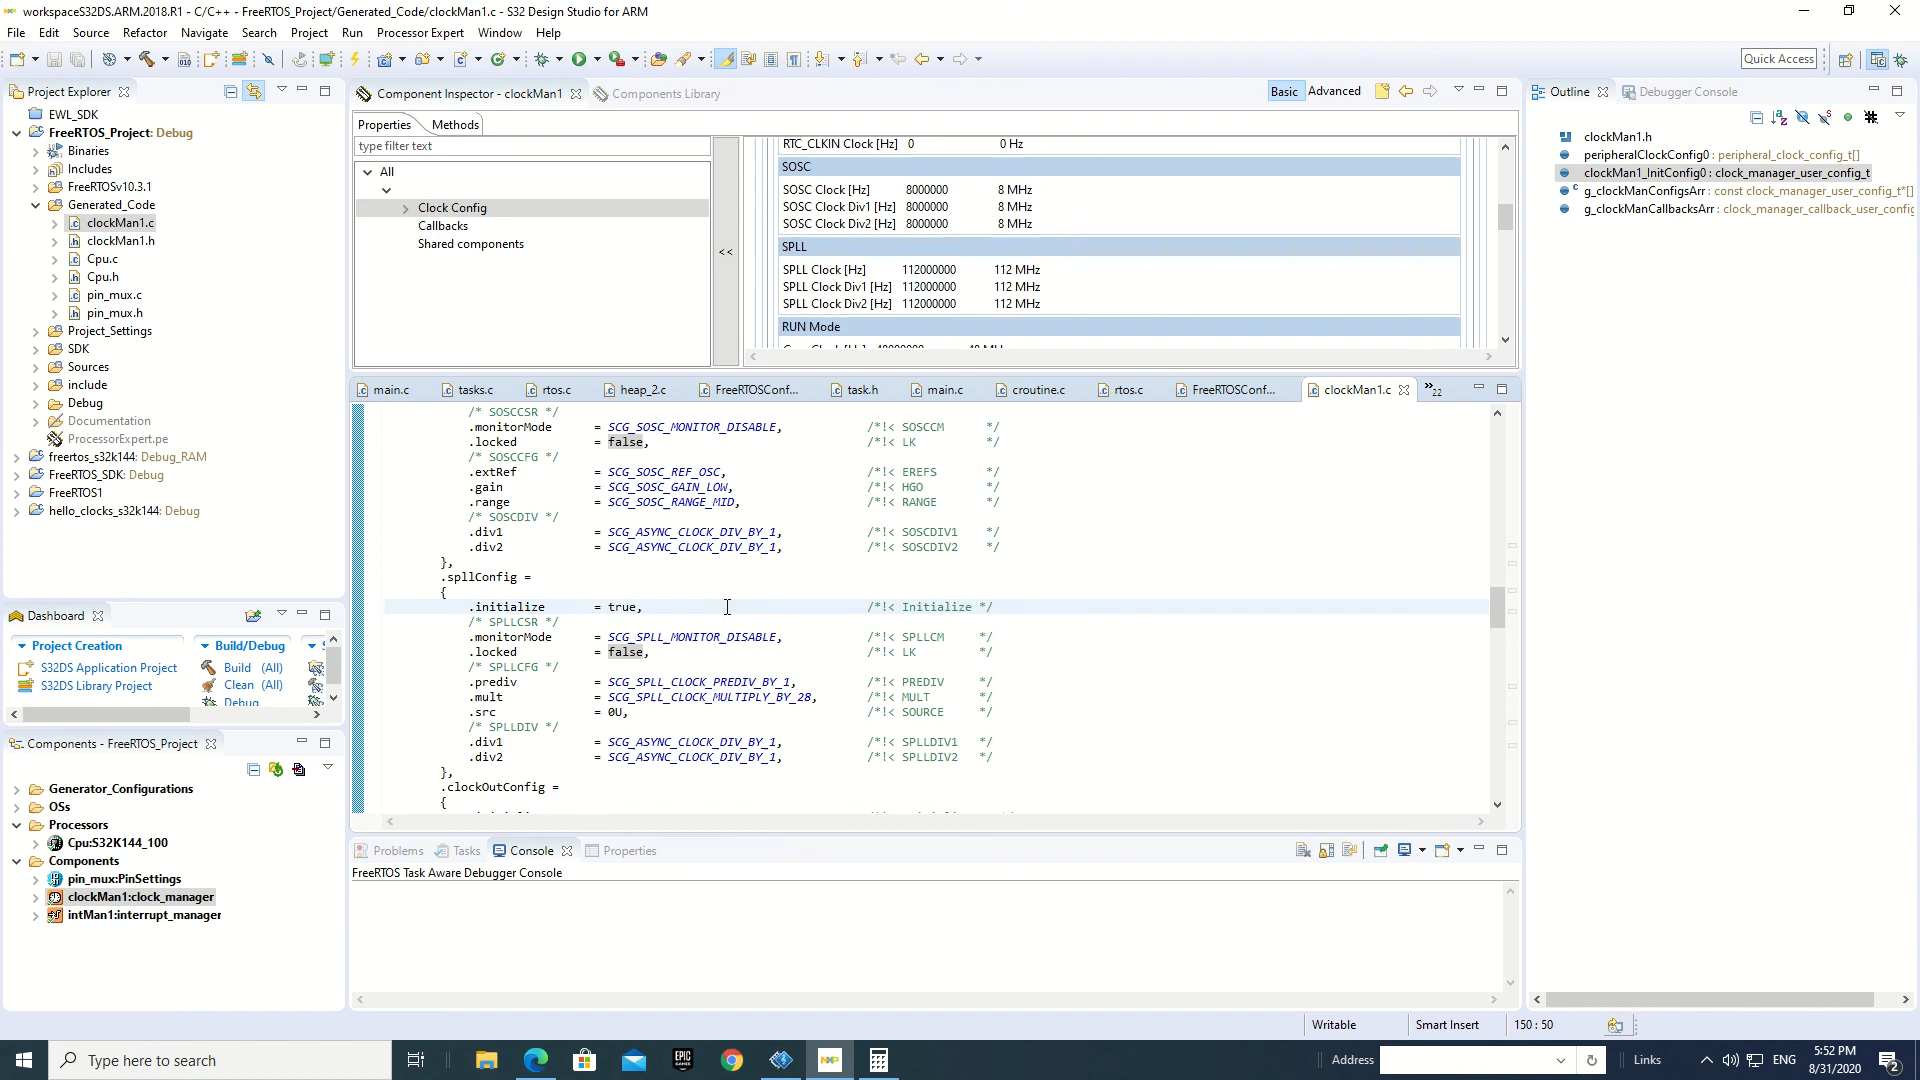 workspaceS32DS.ARM.2018.R1 - C/C++ - FreeRTOS_Project/Generated_Code/clockMan1.c - S32 Design Studio for ARM
File Edit Source Refactor Navigate Search Project Run Processor Expert Window Help
Quick Access
Project Explorer
EWL_SDK
FreeRTOS_Project: Debug
Binaries
Includes
FreeRTOSv10.3.1
Generated_Code
clockMan1.c
clockMan1.h
Cpu.c
Cpu.h
pin_mux.c
pin_mux.h
Project_Settings
SDK
Sources
include
Debug
Documentation
ProcessorExpert.pe
freertos_s32k144: Debug_RAM
FreeRTOS_SDK: Debug
FreeRTOS1
hello_clocks_s32k144: Debug
Dashboard
Project Creation
S32DS Application Project
S32DS Library Project
Build/Debug
Build (All)
Clean (All)
Debug
Components - FreeRTOS_Project
Generator_Configurations
OSs
Processors
Cpu:S32K144_100
Components
pin_mux:PinSettings
clockMan1:clock_manager
intMan1:interrupt_manager
Component Inspector - clockMan1 Components Library
Basic Advanced
Properties Methods
type filter text
All
Clock Config
Callbacks
Shared components
<<
RTC_CLKIN Clock [Hz] 0 0 Hz
SOSC
SOSC Clock [Hz] 8000000 8 MHz
SOSC Clock Div1 [Hz] 8000000 8 MHz
SOSC Clock Div2 [Hz] 8000000 8 MHz
SPLL
SPLL Clock [Hz] 112000000 112 MHz
SPLL Clock Div1 [Hz] 112000000 112 MHz
SPLL Clock Div2 [Hz] 112000000 112 MHz
RUN Mode
main.c tasks.c rtos.c heap_2.c FreeRTOSConf... task.h main.c croutine.c rtos.c FreeRTOSConf... clockMan1.c »22
/* SOSCCSR */
.monitorMode = SCG_SOSC_MONITOR_DISABLE, /*!< SOSCCM */
.locked = false, /*!< LK */
/* SOSCCFG */
.extRef = SCG_SOSC_REF_OSC, /*!< EREFS */
.gain = SCG_SOSC_GAIN_LOW, /*!< HGO */
.range = SCG_SOSC_RANGE_MID, /*!< RANGE */
/* SOSCDIV */
.div1 = SCG_ASYNC_CLOCK_DIV_BY_1, /*!< SOSCDIV1 */
.div2 = SCG_ASYNC_CLOCK_DIV_BY_1, /*!< SOSCDIV2 */
},
.spllConfig =
{
.initialize = true, /*!< Initialize */
/* SPLLCSR */
.monitorMode = SCG_SPLL_MONITOR_DISABLE, /*!< SPLLCM */
.locked = false, /*!< LK */
/* SPLLCFG */
.prediv = SCG_SPLL_CLOCK_PREDIV_BY_1, /*!< PREDIV */
.mult = SCG_SPLL_CLOCK_MULTIPLY_BY_28, /*!< MULT */
.src = 0U, /*!< SOURCE */
/* SPLLDIV */
.div1 = SCG_ASYNC_CLOCK_DIV_BY_1, /*!< SPLLDIV1 */
.div2 = SCG_ASYNC_CLOCK_DIV_BY_1, /*!< SPLLDIV2 */
},
.clockOutConfig =
{
Problems Tasks Console Properties
FreeRTOS Task Aware Debugger Console
Outline Debugger Console
clockMan1.h
peripheralClockConfig0 : peripheral_clock_config_t[]
clockMan1_InitConfig0 : clock_manager_user_config_t
g_clockManConfigsArr : const clock_manager_user_config_t*[]
g_clockManCallbacksArr : clock_manager_callback_user_config
Writable Smart Insert 150 : 50
Type here to search
EPIC GAMES
NXP
Address
Links
ENG
5:52 PM
8/31/2020
2